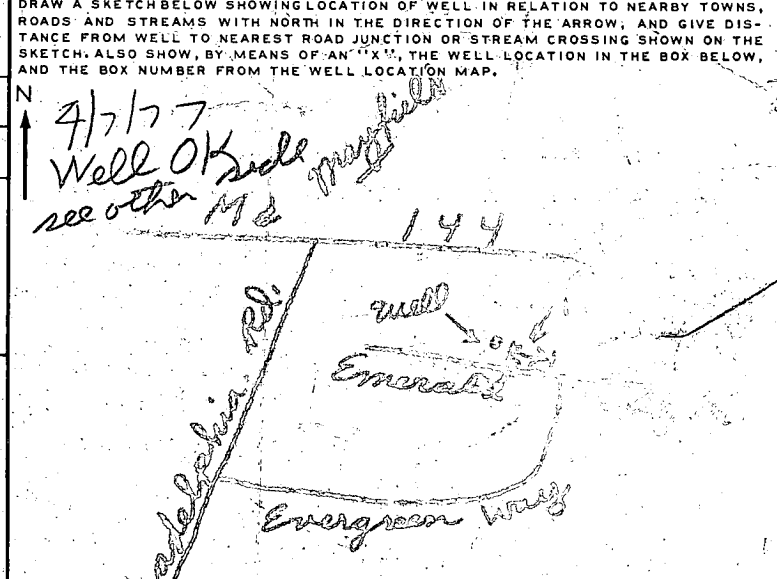 DRAW A SKETCH BELOW SHOWING LOCATION OF WELL IN RELATION TO NEARBY TOWNS,
ROADS AND STREAMS WITH NORTH IN THE DIRECTION OF THE ARROW, AND GIVE DIS-
TANCE FROM WELL TO NEAREST ROAD JUNCTION OR STREAM CROSSING SHOWN ON THE
SKETCH. ALSO SHOW, BY MEANS OF AN "X", THE WELL LOCATION IN THE BOX BELOW,
AND THE BOX NUMBER FROM THE WELL LOCATION MAP.
N
4/7/77
Well OK
see other side
Mayfield
Md 144
Well
Emerald
Rd.
Evergreen Way